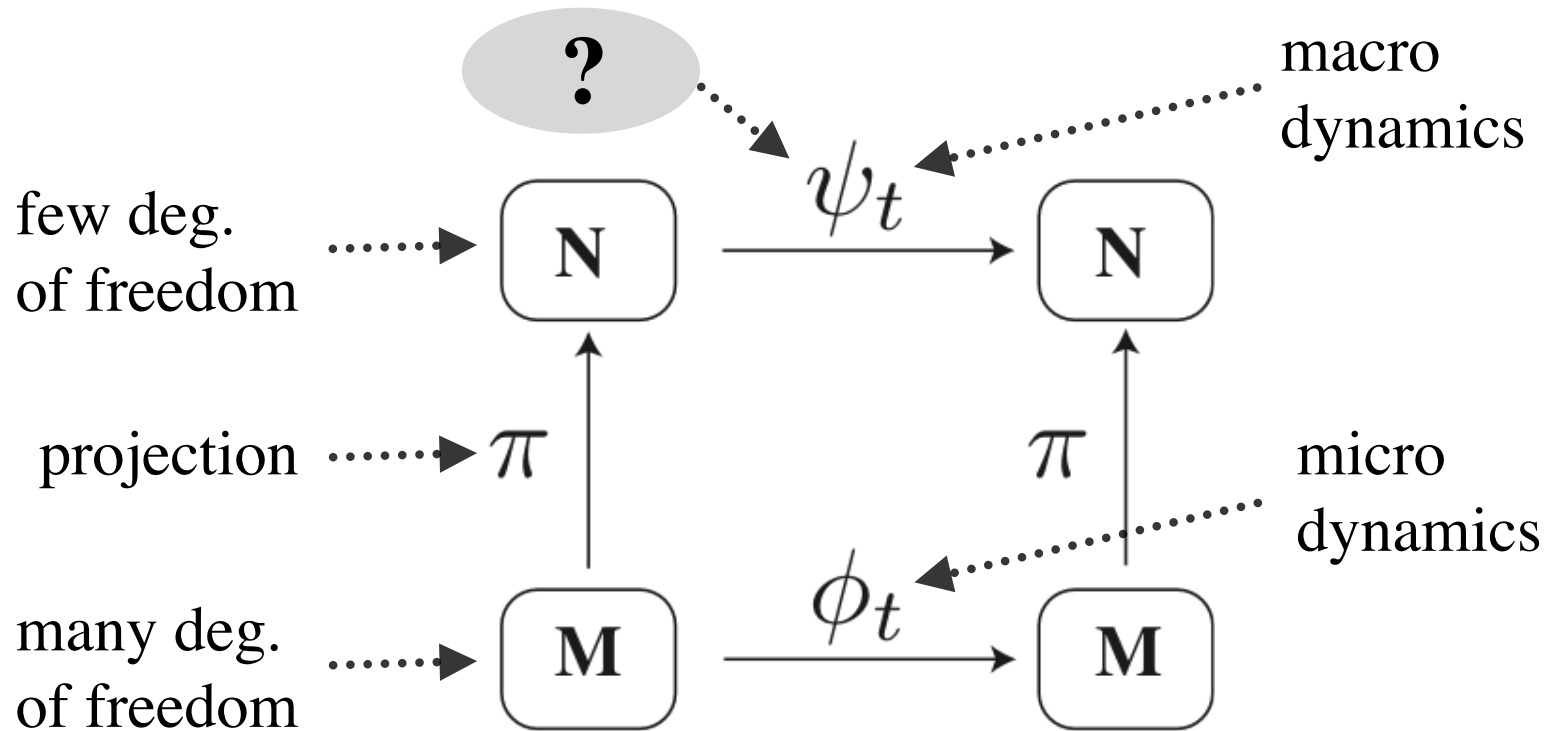 ?
macro
dynamics
ψt
few deg.
of freedom
N
N
projection
π
π
micro
dynamics
ϕt
many deg.
of freedom
M
M